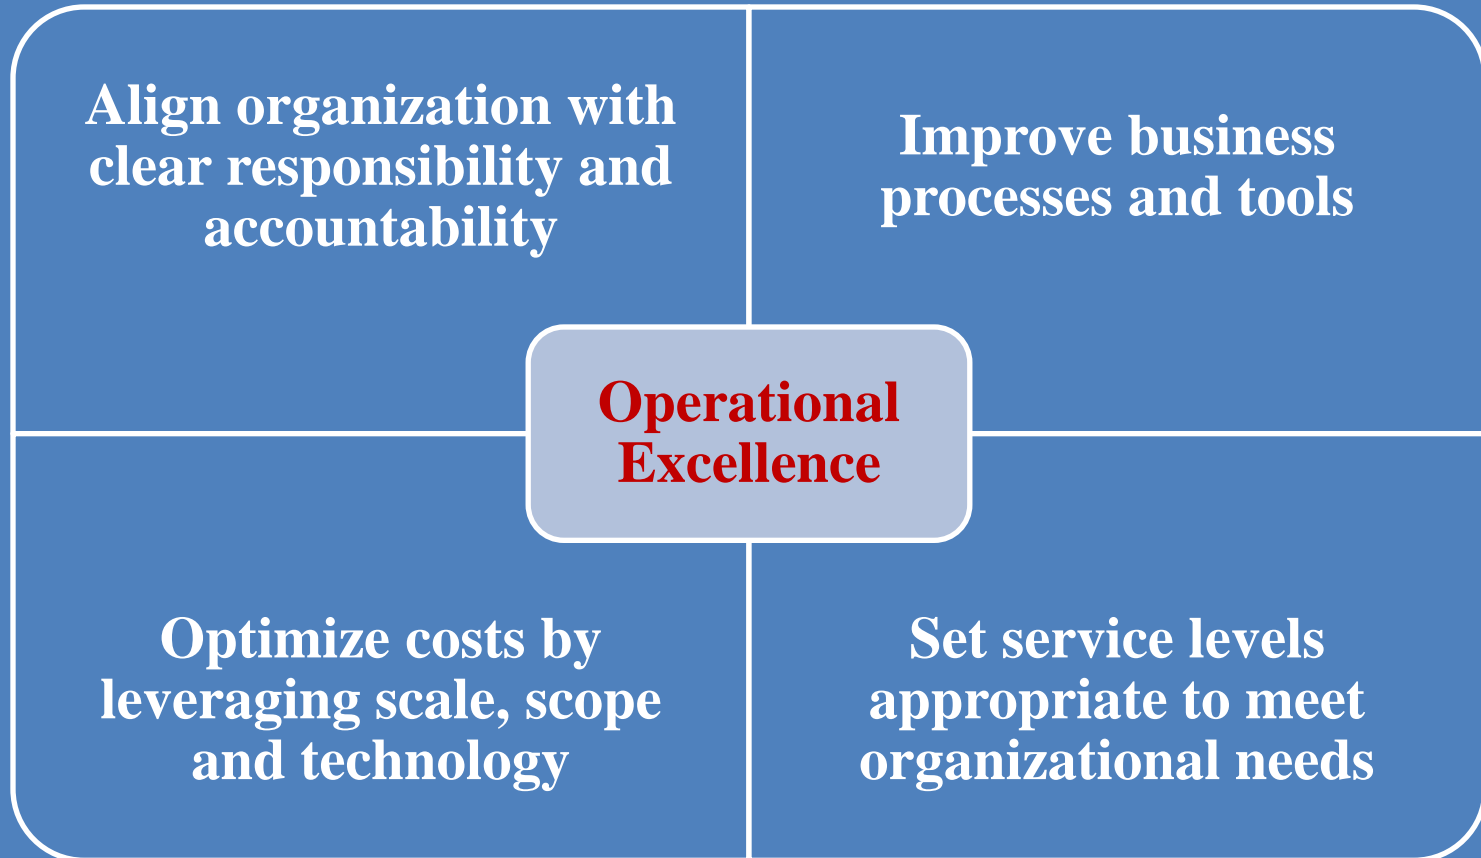 Align organization with
clear responsibility and
accountability
Improve business
processes and tools
Operational
Excellence
Optimize costs by
leveraging scale, scope
and technology
Set service levels
appropriate to meet
organizational needs